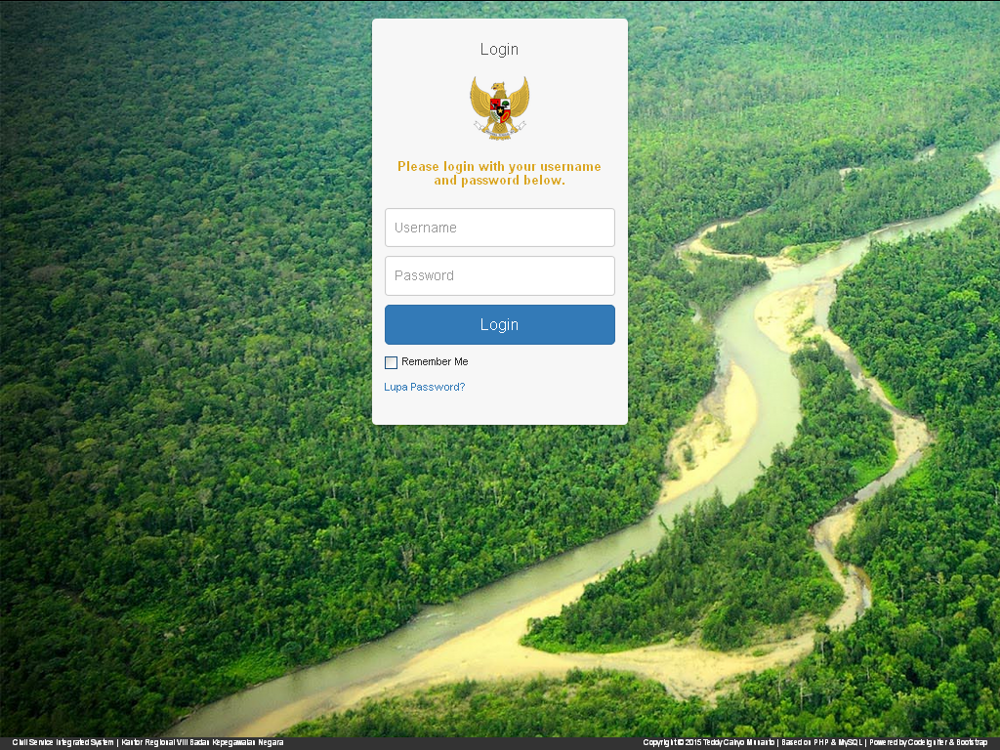 Login
Please login with your username
and password below.
Username
Password
Login
Remember Me
Lupa Password?
Civil Service Integrated System | Kantor Regional VIII Badan Kepegawaian Negara
Copyright © 2015 Teddy Cahyo Munanto | Based on PHP & MySQL | Powered by CodeIgniter & Bootstrap